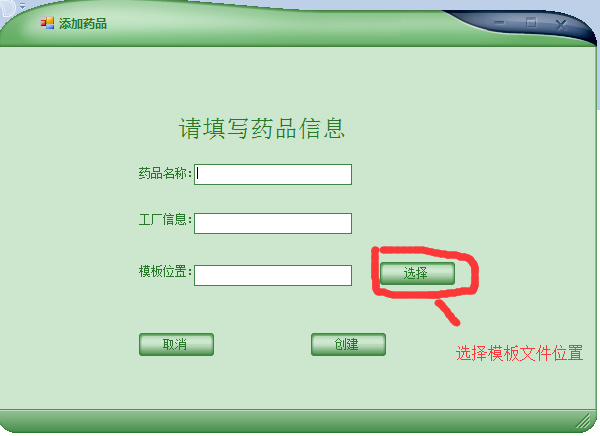 添加药品
请填写药品信息
药品名称:
工厂信息:
模板位置:
选择
取消
创建
选择模板文件位置